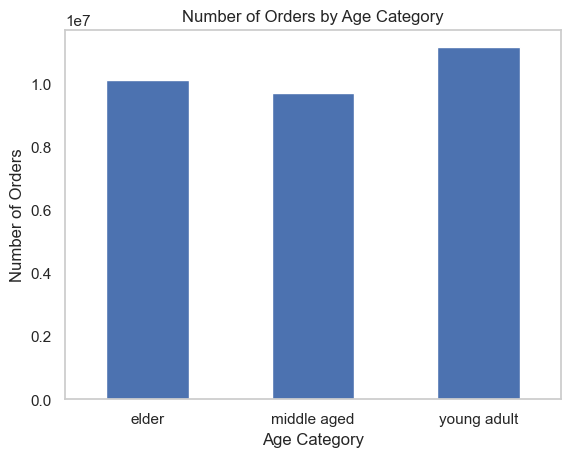 Number of Orders by Age Category
1e7
1.0
0.8
0.6
0.4
0.2
0.0
Number of Orders
elder
middle aged
young adult
Age Category